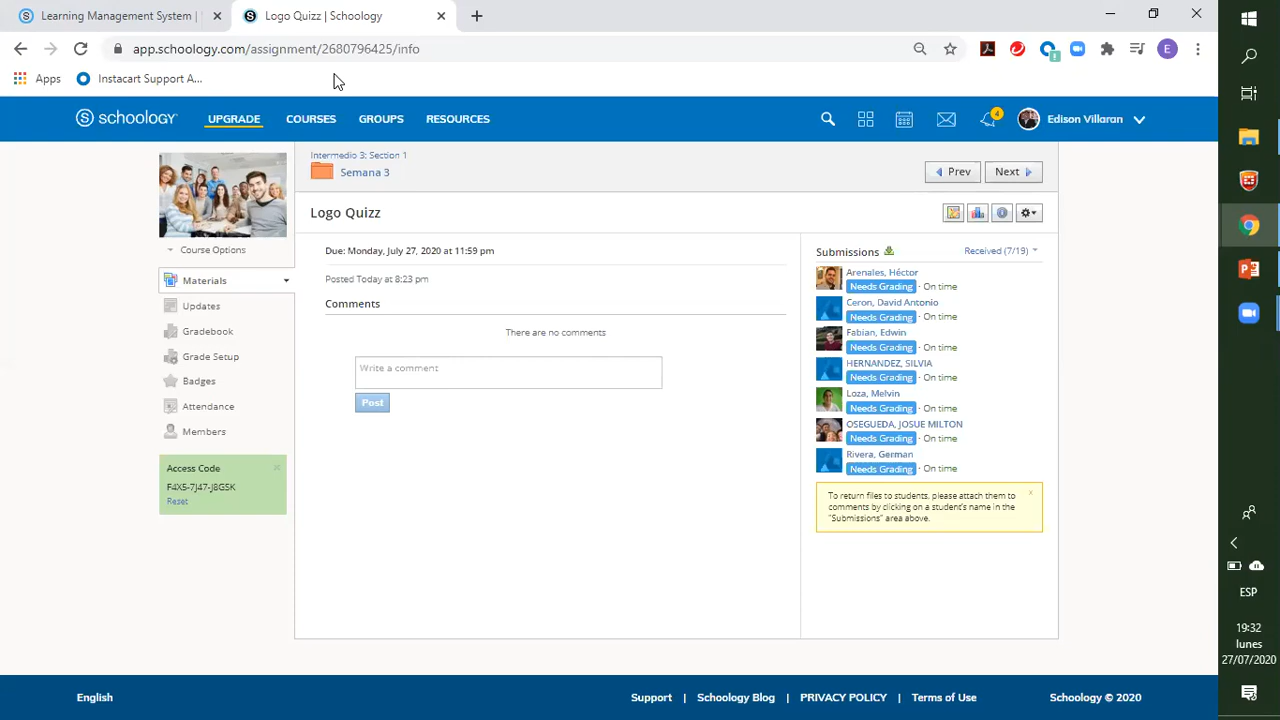 Learning Management System |
Logo Quizz | Schoology
app.schoology.com/assignment/2680796425/info
E
Apps
Instacart Support A...
schoology
UPGRADE
COURSES
GROUPS
RESOURCES
4
Edison Villaran
Intermedio 3: Section 1
Semana 3
Prev
Next
Logo Quizz
Course Options
Due: Monday, July 27, 2020 at 11:59 pm
Submissions
Received (7/19)
Posted Today at 8:23 pm
Comments
There are no comments
Write a comment
Post
Materials
Updates
Gradebook
Grade Setup
Badges
Attendance
Members
Access Code
F4X5-7J47-J8GSK
Reset
Arenales, Héctor
Needs Grading · On time
Ceron, David Antonio
Needs Grading · On time
Fabian, Edwin
Needs Grading · On time
HERNANDEZ, SILVIA
Needs Grading · On time
Loza, Melvin
Needs Grading · On time
OSEGUEDA, JOSUE MILTON
Needs Grading · On time
Rivera, German
Needs Grading · On time
To return files to students, please attach them to
comments by clicking on a student's name in the
"Submissions" area above.
English
Support | Schoology Blog | PRIVACY POLICY | Terms of Use
Schoology © 2020
ESP
19:32
lunes
27/07/2020